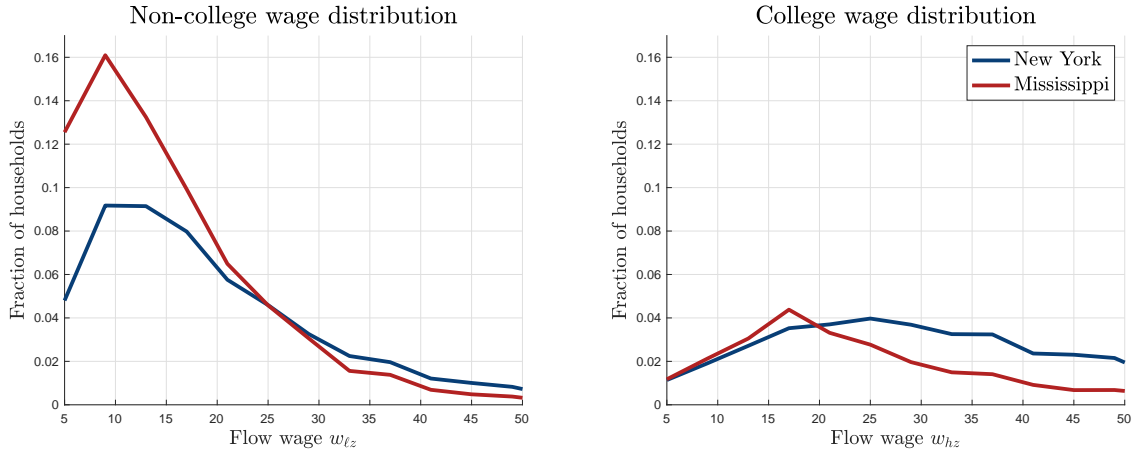 Non-college wage distribution
Fraction of households
0.16
0.14
0.12
0.1
0.08
0.06
0.04
0.02
0
5 10 15 20 25 30 35 40 45 50
Flow wage wℓz
College wage distribution
New York
Mississippi
Fraction of households
0.16
0.14
0.12
0.1
0.08
0.06
0.04
0.02
0
5 10 15 20 25 30 35 40 45 50
Flow wage whz